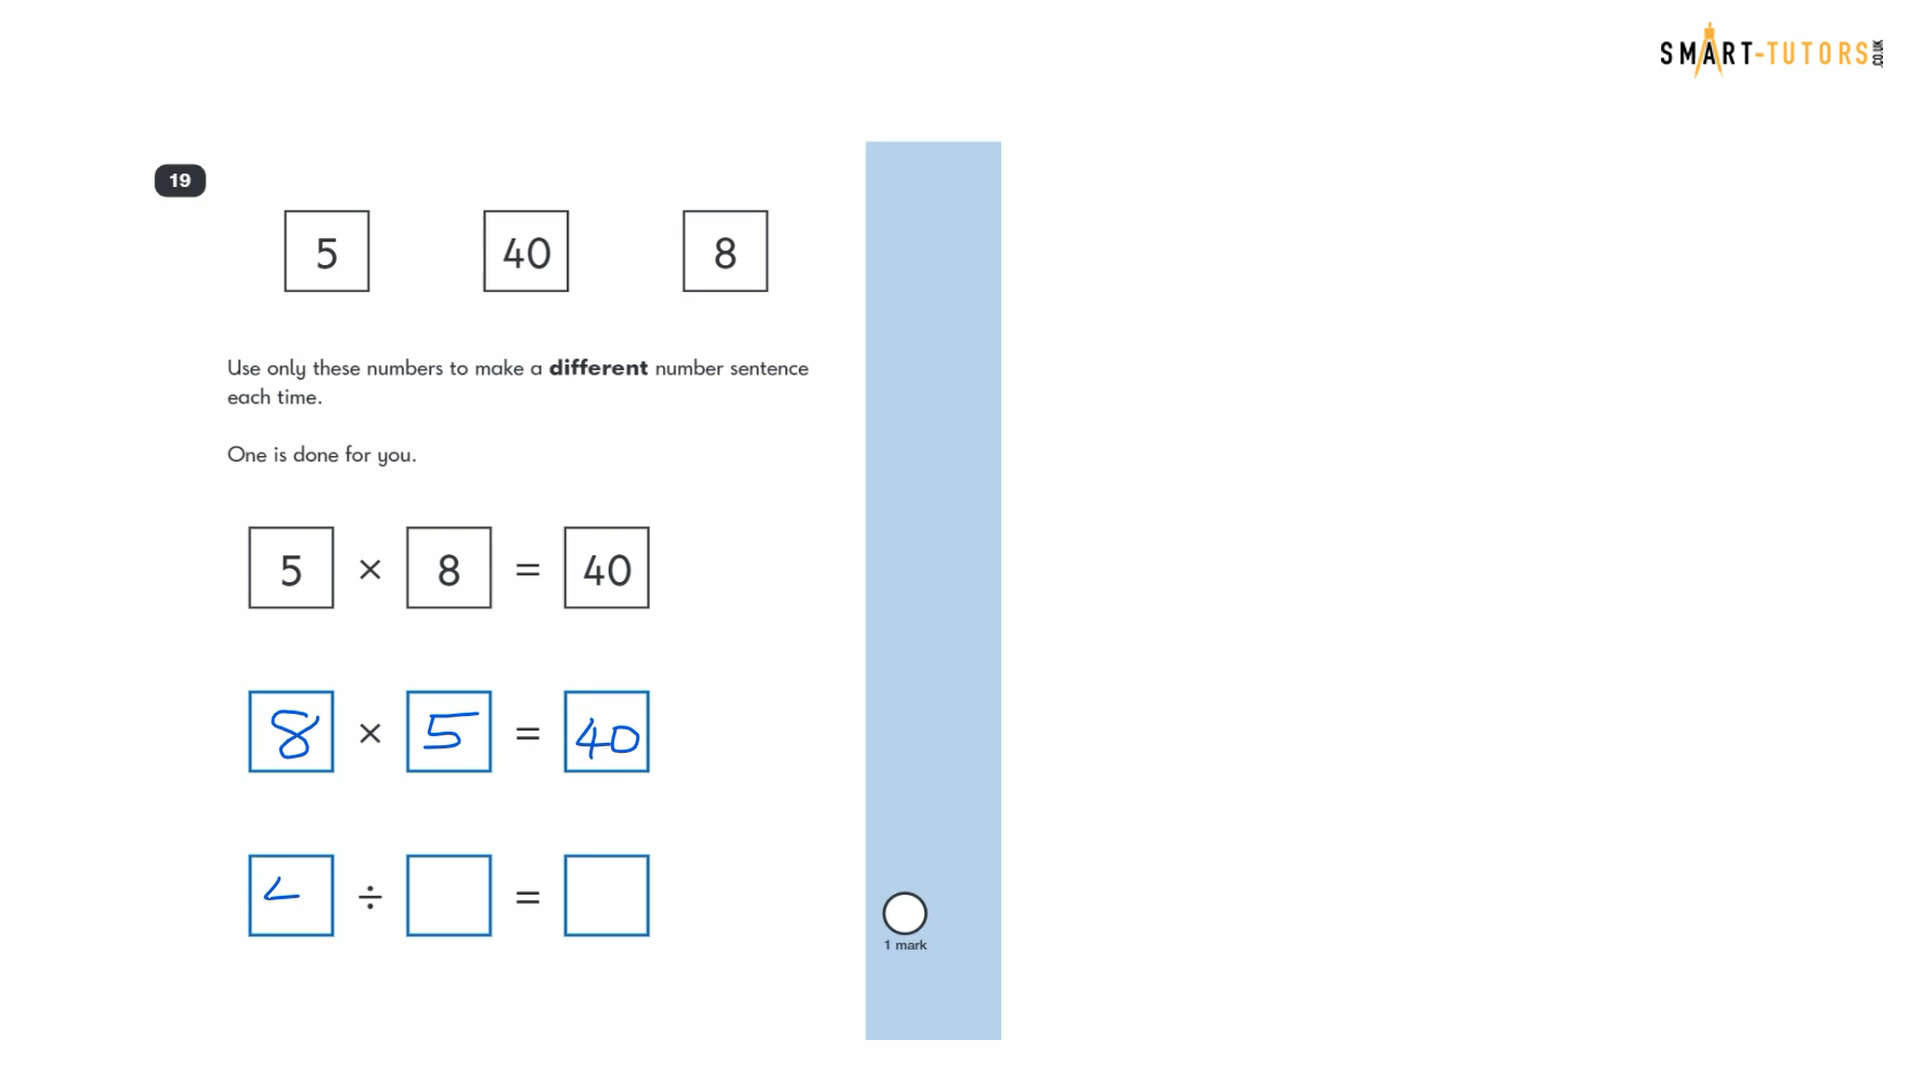 SMART-TUTORS.CO.UK
19
5 40 8
Use only these numbers to make a different number sentence
each time.
One is done for you.
5 × 8 = 40
8 × 5 = 40
÷ =
1 mark